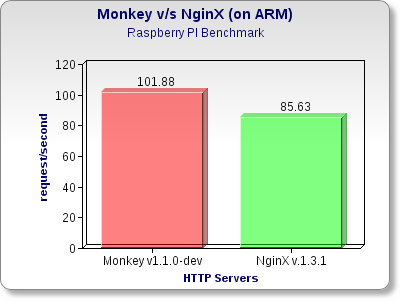 Monkey v/s NginX (on ARM)
Raspberry PI Benchmark
request/second
120
100
80
60
40
20
0
101.88
85.63
Monkey v1.1.0-dev
NginX v.1.3.1
HTTP Servers